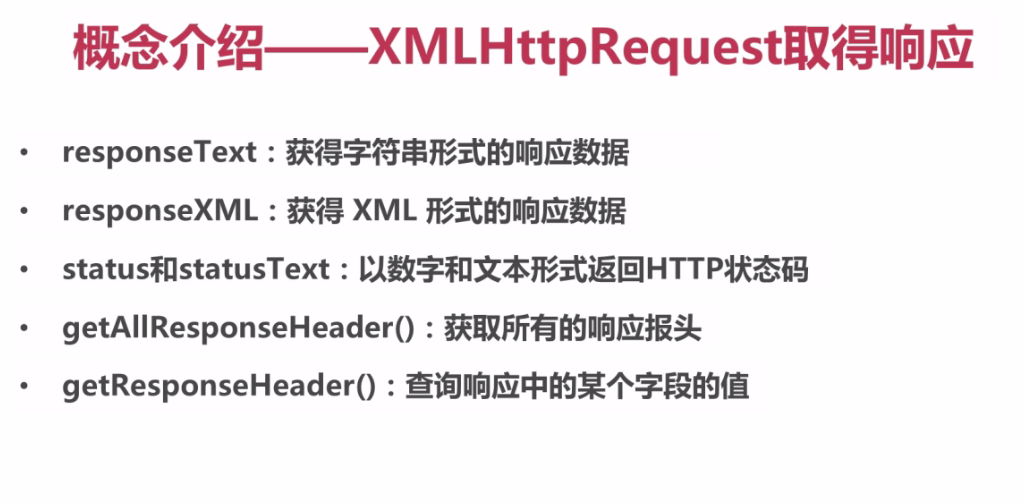 概念介绍——XMLHttpRequest取得响应
• responseText：获得字符串形式的响应数据
• responseXML：获得 XML 形式的响应数据
• status和statusText：以数字和文本形式返回HTTP状态码
• getAllResponseHeader()：获取所有的响应报头
• getResponseHeader()：查询响应中的某个字段的值